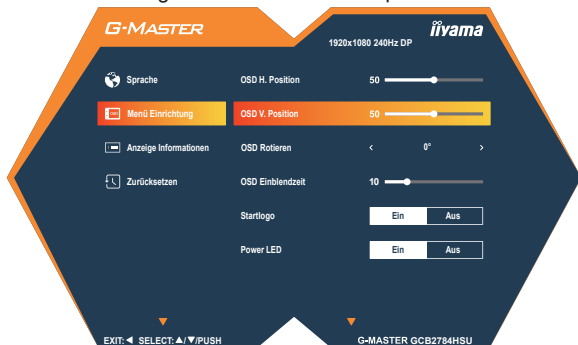 G-MASTER
iiyama
1920x1080 240Hz DP
Sprache
OSD H. Position 50
Menü Einrichtung
OSD V. Position 50
Anzeige Informationen
OSD Rotieren < 0° >
Zurücksetzen
OSD Einblendzeit 10
Startlogo Ein Aus
Power LED Ein Aus
EXIT: ◀ SELECT: ▲/▼/PUSH
G-MASTER GCB2784HSU